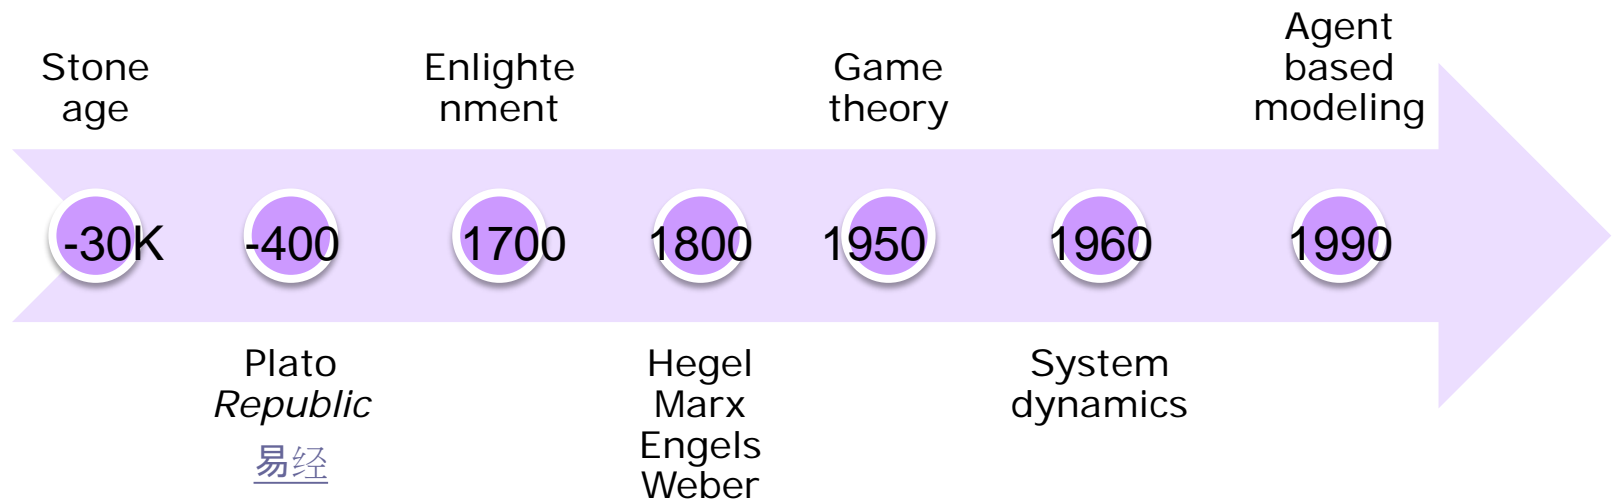 Stone
age
Enlighte
nment
Game
theory
Agent
based
modeling
-30K
-400
1700
1800
1950
1960
1990
Plato
Republic
易经
Hegel
Marx
Engels
Weber
System
dynamics